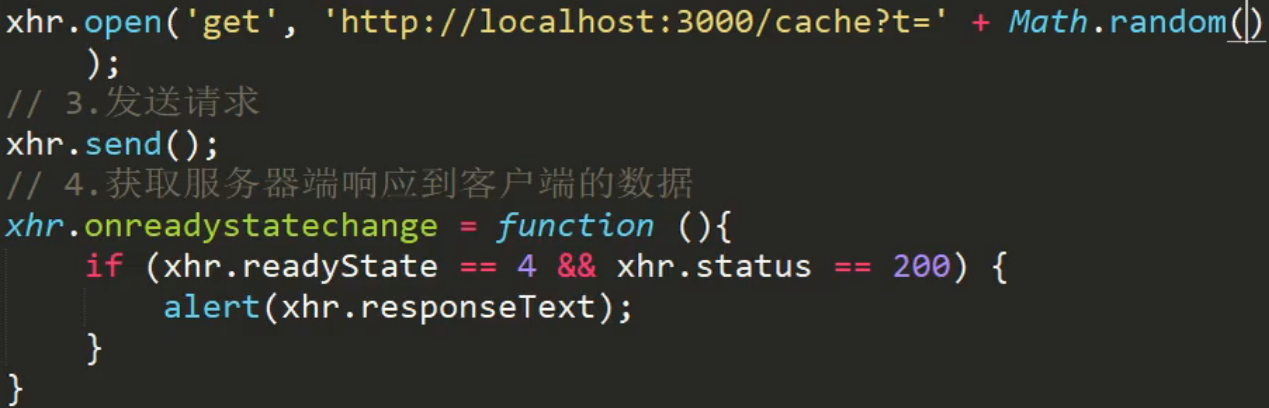 xhr.open('get', 'http://localhost:3000/cache?t=' + Math.random()
    );
// 3.发送请求
xhr.send();
// 4.获取服务器端响应到客户端的数据
xhr.onreadystatechange = function (){
    if (xhr.readyState == 4 && xhr.status == 200) {
        alert(xhr.responseText);
    }
}